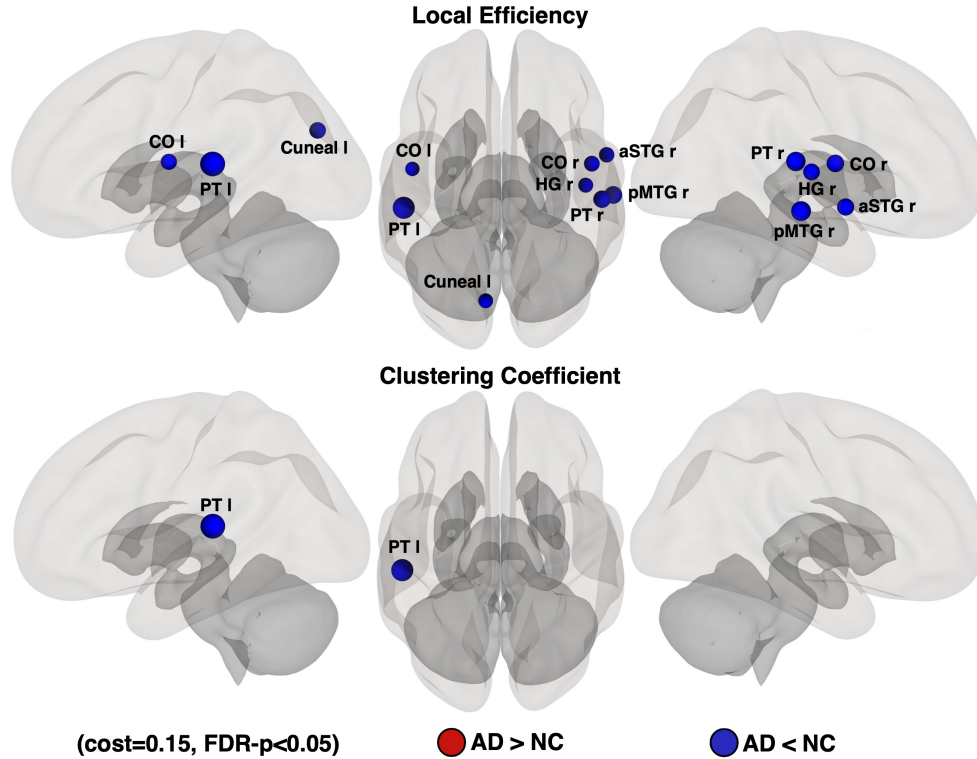 Local Efficiency
CO l
PT l
Cuneal l
CO l
PT l
Cuneal l
CO r
aSTG r
HG r
pMTG r
PT r
PT r
CO r
HG r
aSTG r
pMTG r
Clustering Coefficient
PT l
PT l
(cost=0.15, FDR-p<0.05)
AD > NC
AD < NC